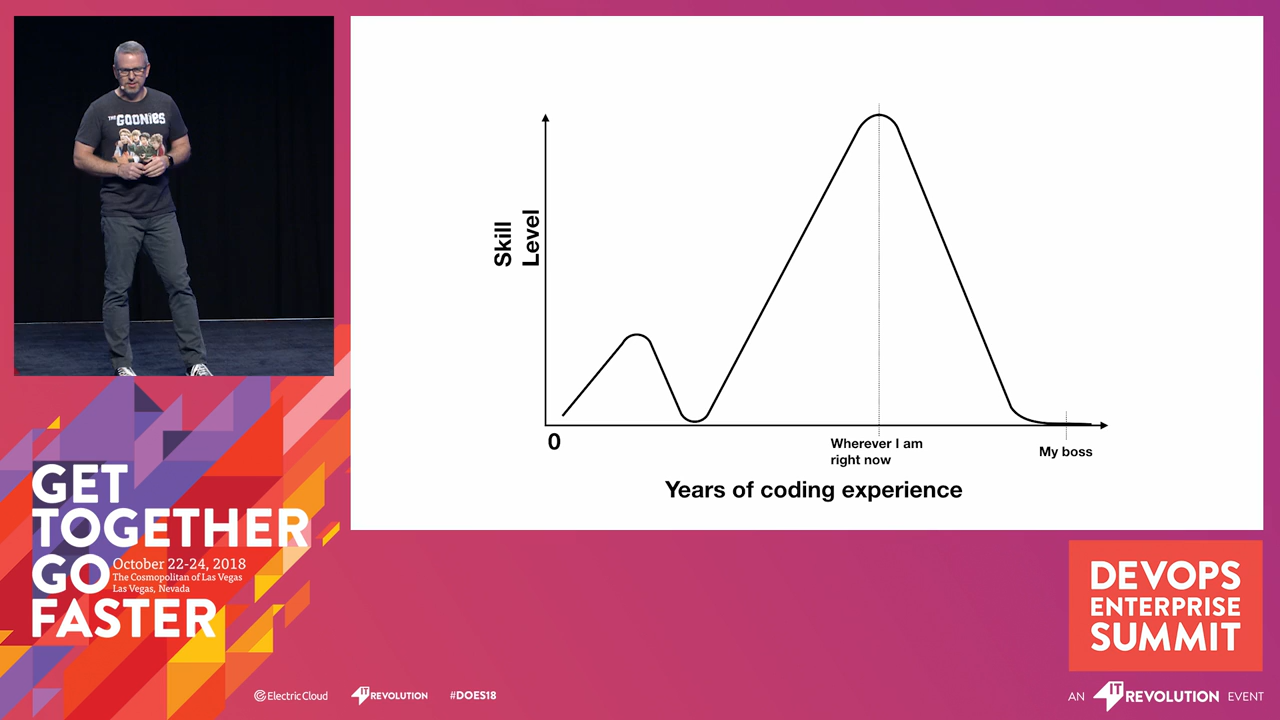 THE GOONIES
Skill
Level
0
Wherever I am
right now
My boss
Years of coding experience
GET
TOGETHER
GO
FASTER
October 22-24, 2018
The Cosmopolitan of Las Vegas
Las Vegas, Nevada
DEVOPS
ENTERPRISE
SUMMIT
ElectricCloud
IT REVOLUTION
#DOES18
AN IT REVOLUTION EVENT